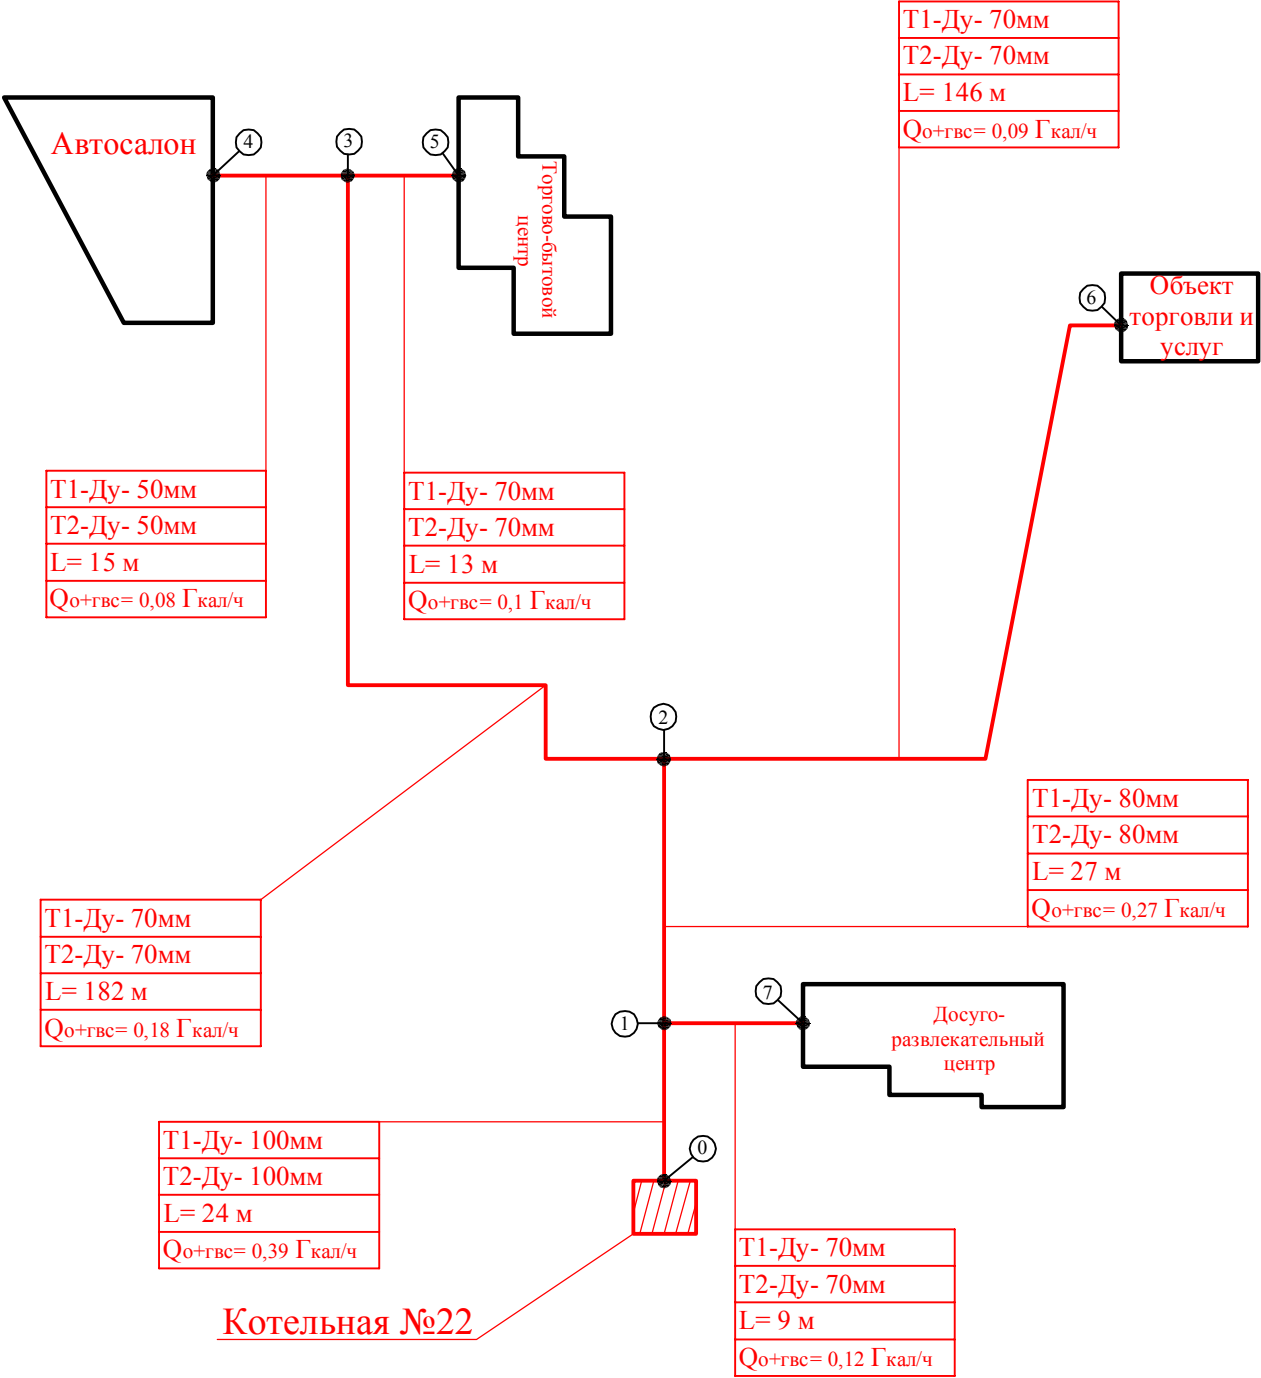 Т1-Ду- 70мм
Т2-Ду- 70мм
L= 146 м
Qо+гвс= 0,09 Гкал/ч
Автосалон
4
3
5
Торгово-бытовой
центр
6
Объект
торговли и
услуг
Т1-Ду- 50мм
Т2-Ду- 50мм
L= 15 м
Qо+гвс= 0,08 Гкал/ч
Т1-Ду- 70мм
Т2-Ду- 70мм
L= 13 м
Qо+гвс= 0,1 Гкал/ч
2
Т1-Ду- 80мм
Т2-Ду- 80мм
L= 27 м
Qо+гвс= 0,27 Гкал/ч
Т1-Ду- 70мм
Т2-Ду- 70мм
L= 182 м
Qо+гвс= 0,18 Гкал/ч
7
1
Досуго-
развлекательный
центр
Т1-Ду- 100мм
Т2-Ду- 100мм
L= 24 м
Qо+гвс= 0,39 Гкал/ч
0
Т1-Ду- 70мм
Т2-Ду- 70мм
L= 9 м
Qо+гвс= 0,12 Гкал/ч
Котельная №22